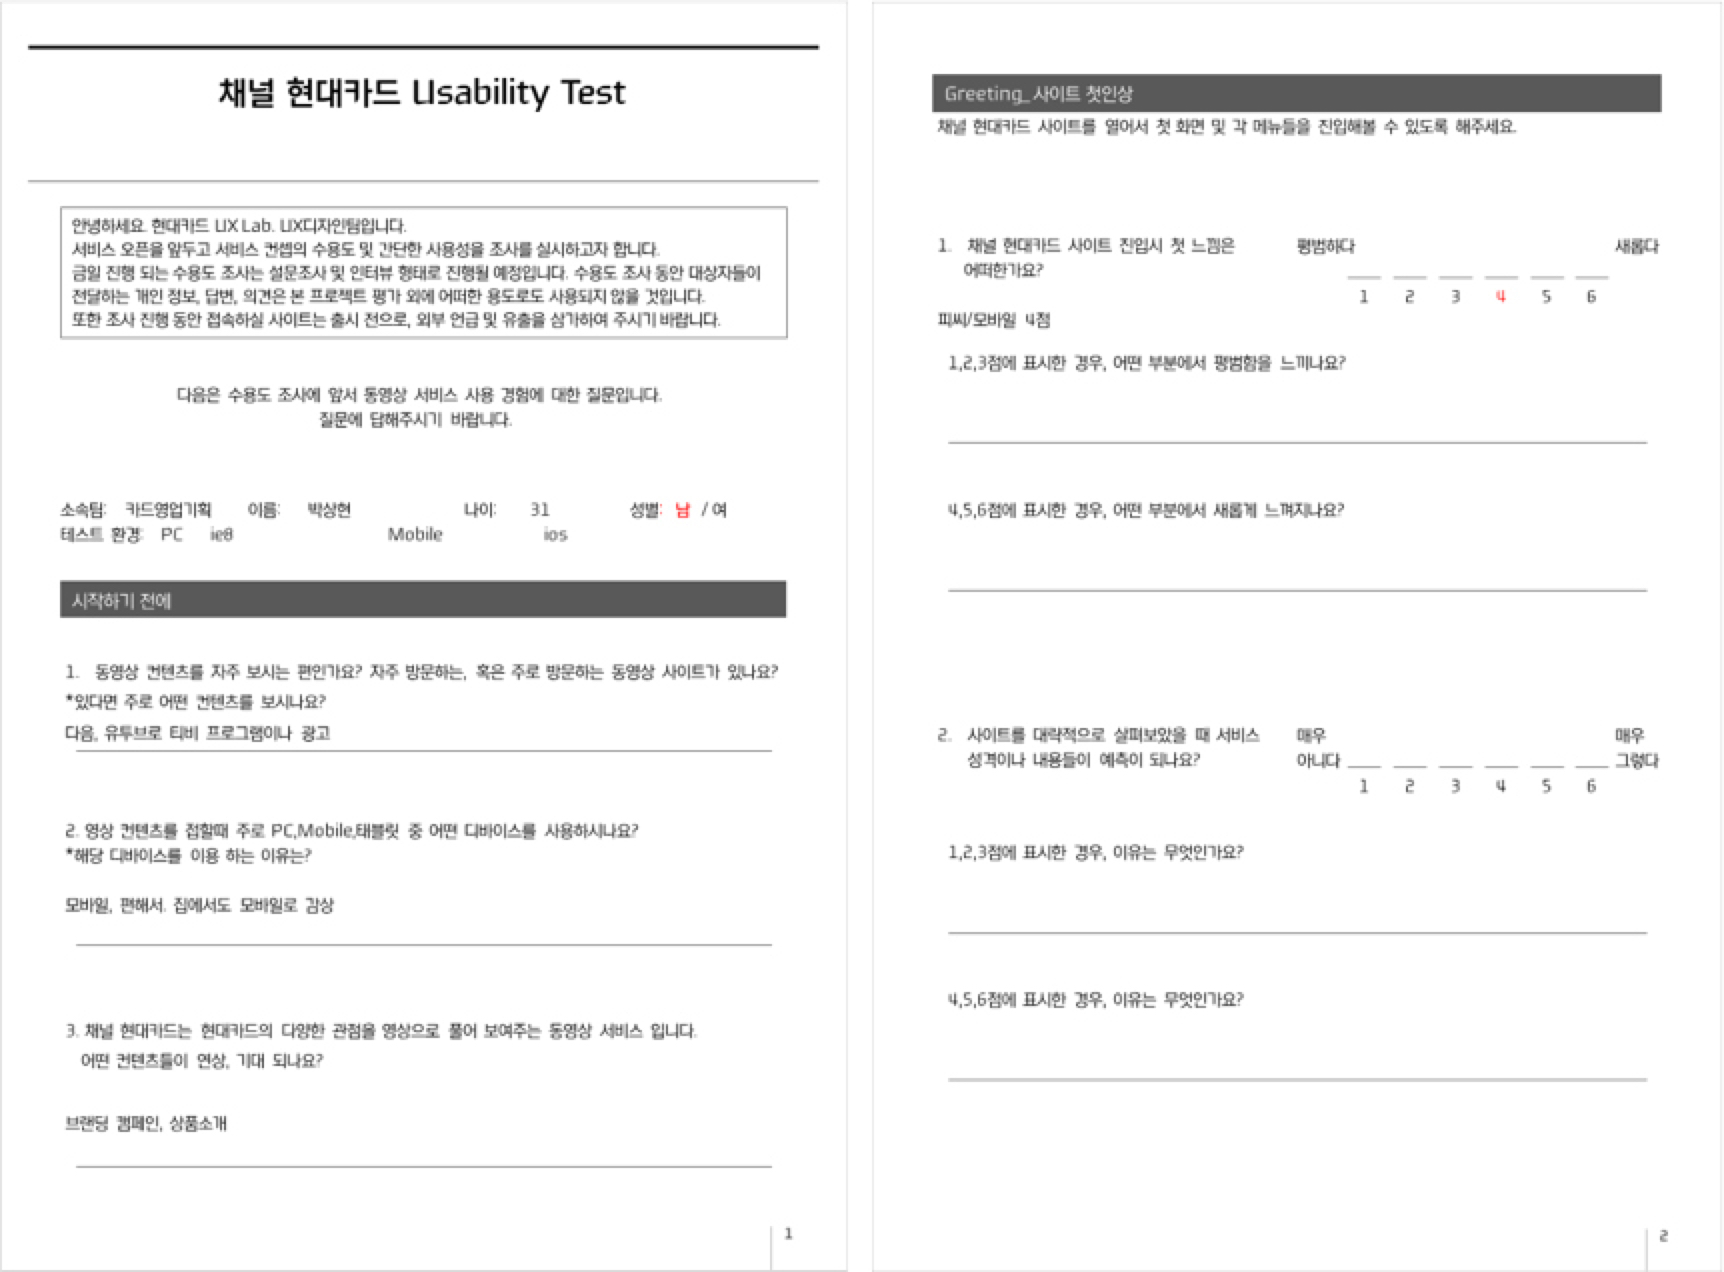 채널 현대카드 Usability Test
안녕하세요. 현대카드 UX Lab. UX디자인팀입니다.
서비스 오픈을 앞두고 서비스 컨셉의 수용도 및 간단한 사용성을 조사를 실시하고자 합니다.
금일 진행 되는 수용도 조사는 설문조사 및 인터뷰 형태로 진행될 예정입니다. 수용도 조사 동안 대상자들이
전달하는 개인 정보, 답변, 의견은 본 프로젝트 평가 외에 어떠한 용도로도 사용되지 않을 것입니다.
또한 조사 진행 동안 접속하실 사이트는 출시 전으로, 외부 언급 및 유출을 삼가하여 주시기 바랍니다.
다음은 수용도 조사에 앞서 동영상 서비스 사용 경험에 대한 질문입니다.
질문에 답해주시기 바랍니다.
소속팀: 카드영업기획 이름: 박상현 나이: 31 성별: 남 / 여
테스트 환경: PC ie8 Mobile ios
시작하기 전에
1. 동영상 컨텐츠를 자주 보시는 편인가요? 자주 방문하는, 혹은 주로 방문하는 동영상 사이트가 있나요?
*있다면 주로 어떤 컨텐츠를 보시나요?
다음, 유투브로 티비 프로그램이나 광고
2. 영상 컨텐츠를 접할때 주로 PC,Mobile,태블릿 중 어떤 디바이스를 사용하시나요?
*해당 디바이스를 이용 하는 이유는?
모바일, 편해서. 집에서도 모바일로 감상
3. 채널 현대카드는 현대카드의 다양한 관점을 영상으로 풀어 보여주는 동영상 서비스 입니다.
어떤 컨텐츠들이 연상, 기대 되나요?
브랜딩 캠페인, 상품소개
1
Greeting_ 사이트 첫인상
채널 현대카드 사이트를 열어서 첫 화면 및 각 메뉴들을 진입해볼 수 있도록 해주세요.
1. 채널 현대카드 사이트 진입시 첫 느낌은 평범하다 새롭다
어떠한가요?
1 2 3 4 5 6
피씨/모바일 4점
1,2,3점에 표시한 경우, 어떤 부분에서 평범함을 느끼나요?
4,5,6점에 표시한 경우, 어떤 부분에서 새롭게 느껴지나요?
2. 사이트를 대략적으로 살펴보았을 때 서비스 매우 매우
성격이나 내용들이 예측이 되나요? 아니다 그렇다
1 2 3 4 5 6
1,2,3점에 표시한 경우, 이유는 무엇인가요?
4,5,6점에 표시한 경우, 이유는 무엇인가요?
2